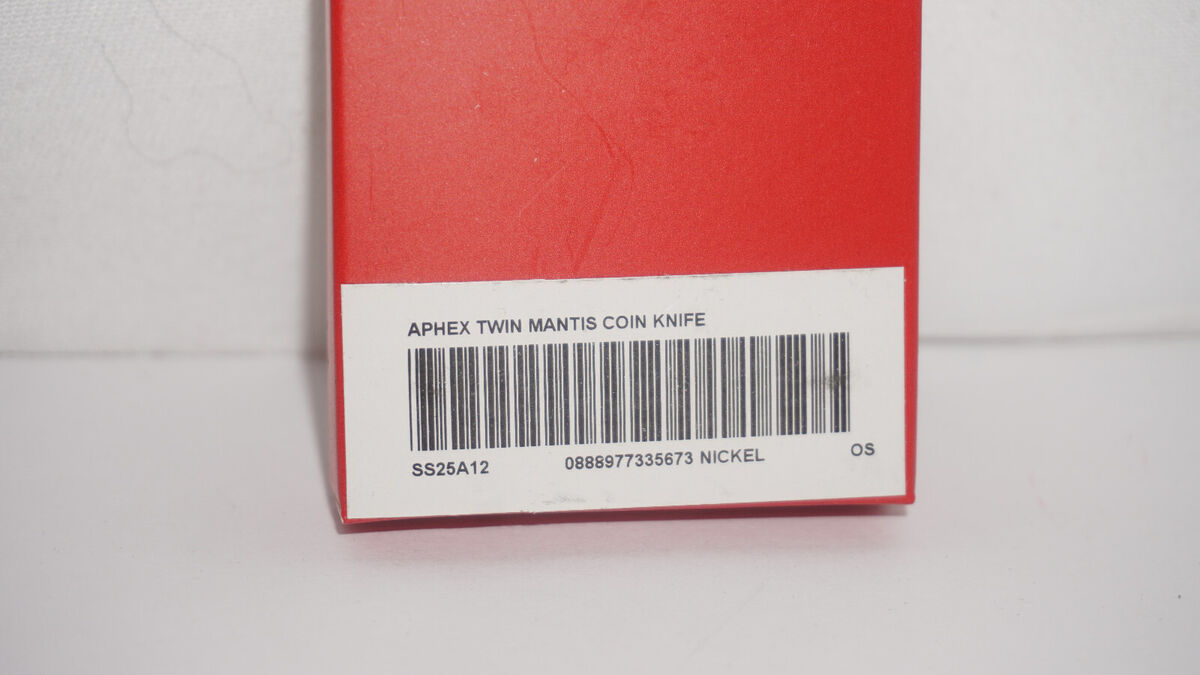 APHEX TWIN MANTIS COIN KNIFE
SS25A12 0888977335673 NICKEL OS